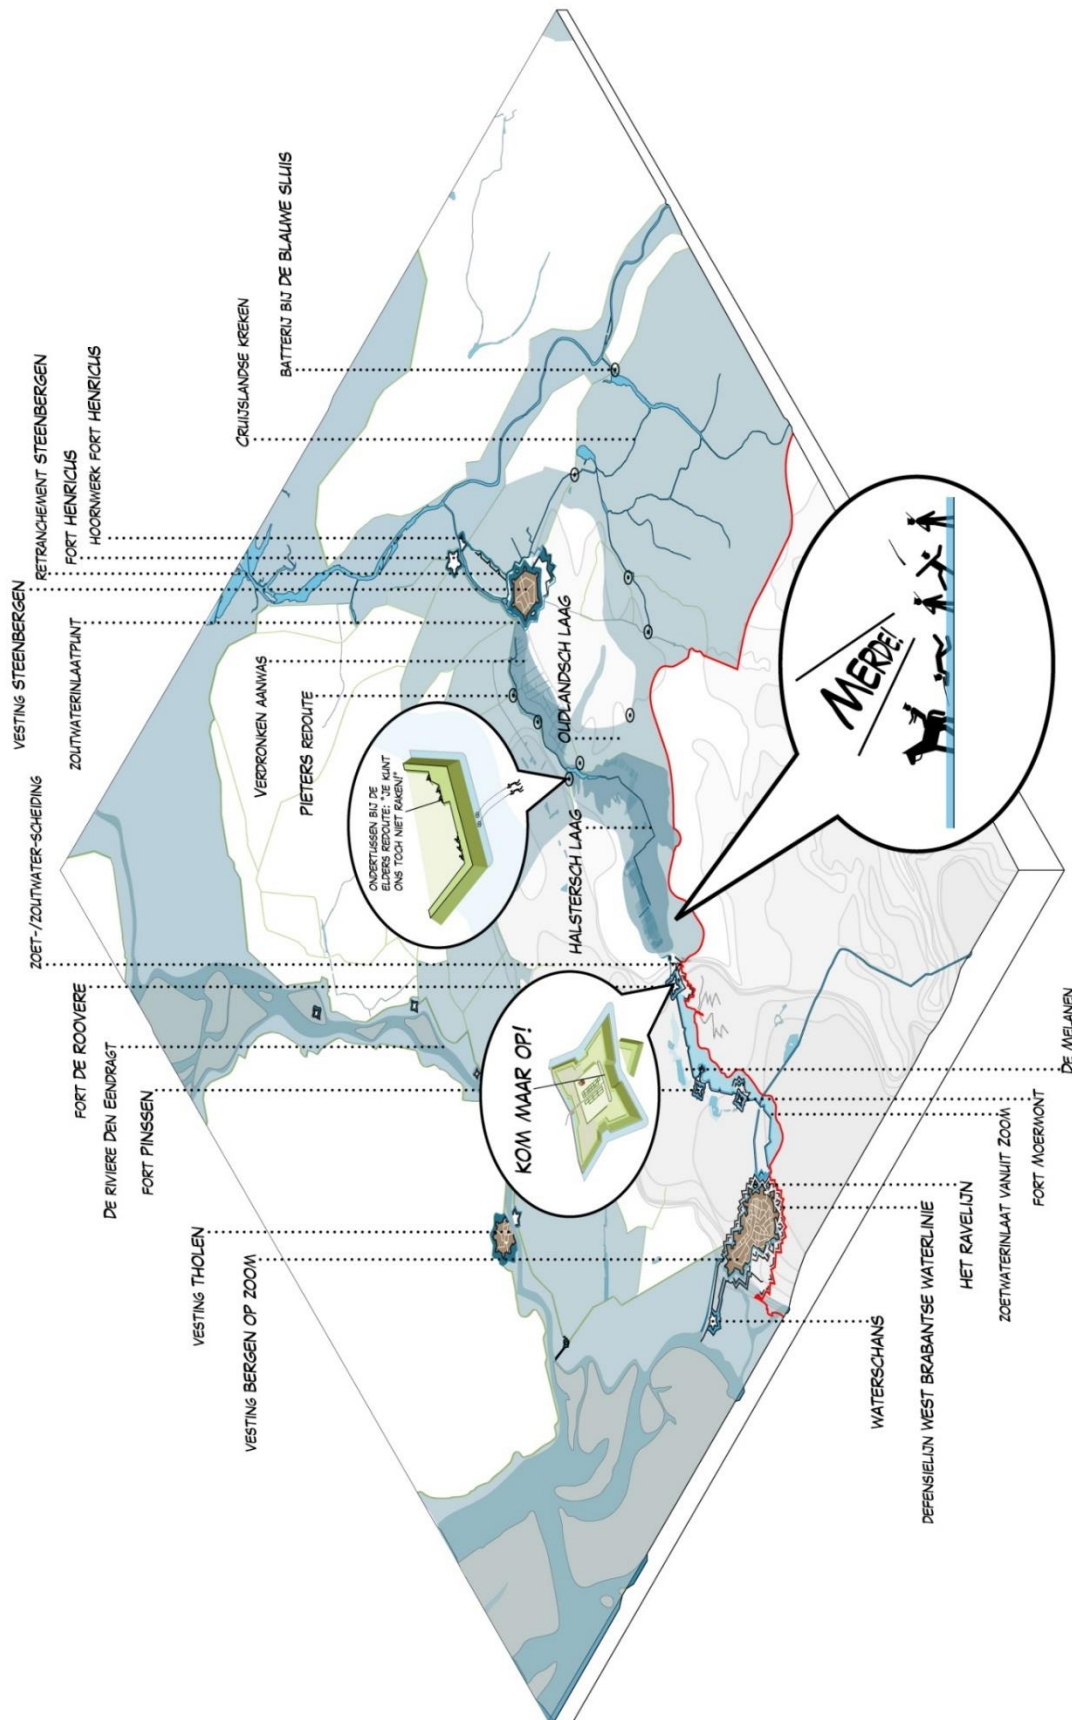 VESTING STEENBERGEN
ZOET-/ZOUTWATER-SCHEIDING
RETRANCHEMENT STEENBERGEN
FORT HENRICUS
ZOUTWATERINLAATPUNT
FORT DE ROOVERE
HOORNWERK FORT HENRICUS
DE RIVIERE DEN EENDRAGT
FORT PINSSEN
VESTING THOLEN
CRUIJSLANDSE KREKEN
VESTING BERGEN OP ZOOM
VERDRONKEN AANWAS
BATTERIJ BIJ DE BLAUWE SLUIS
PIETERS REDOUTE
ONDERTUSSEN BIJ DE
ELDERS REDOUTE: "JE KUNT
ONS TOCH NIET RAKEN!"
KOM MAAR OP!
OUDLANDSCH LAAG
HALSTERSCH LAAG
MERDE!
WATERSCHANS
DEFENSIELIJN WEST BRABANTSE WATERLINIE
HET RAVELIJN
ZOETWATERINLAAT VANUIT ZOOM
FORT MOERMONT
DE MELANEN